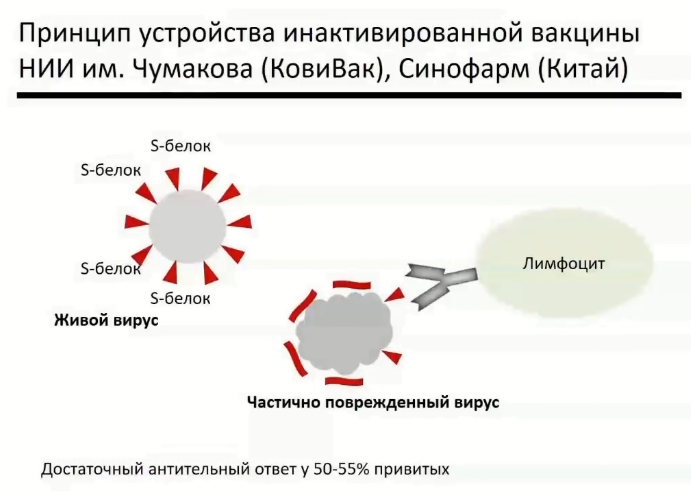 Принцип устройства инактивированной вакцины
НИИ им. Чумакова (КовиВак), Синофарм (Китай)
S-белок
S-белок
S-белок
S-белок
Живой вирус
Лимфоцит
Частично поврежденный вирус
Достаточный антительный ответ у 50-55% привитых